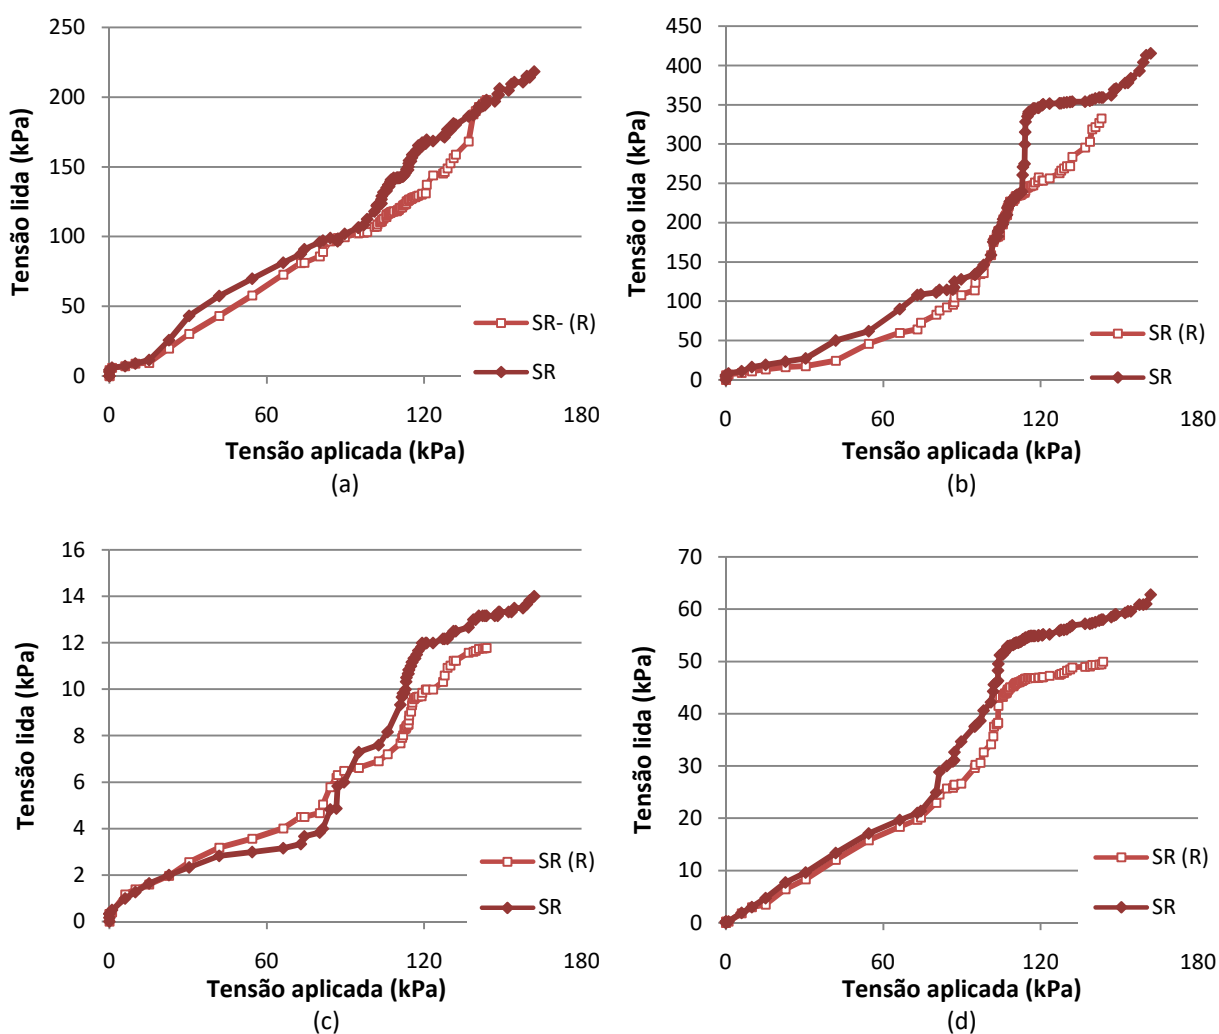 250
200
150
100
50
0
Tensão lida (kPa)
0 60 120 180
Tensão aplicada (kPa)
SR- (R)
SR
(a)
450
400
350
300
250
200
150
100
50
0
Tensão lida (kPa)
0 60 120 180
Tensão aplicada (kPa)
SR (R)
SR
(b)
16
14
12
10
8
6
4
2
0
Tensão lida (kPa)
0 60 120 180
Tensão aplicada (kPa)
SR (R)
SR
(c)
70
60
50
40
30
20
10
0
Tensão lida (kPa)
0 60 120 180
Tensão aplicada (kPa)
SR (R)
SR
(d)